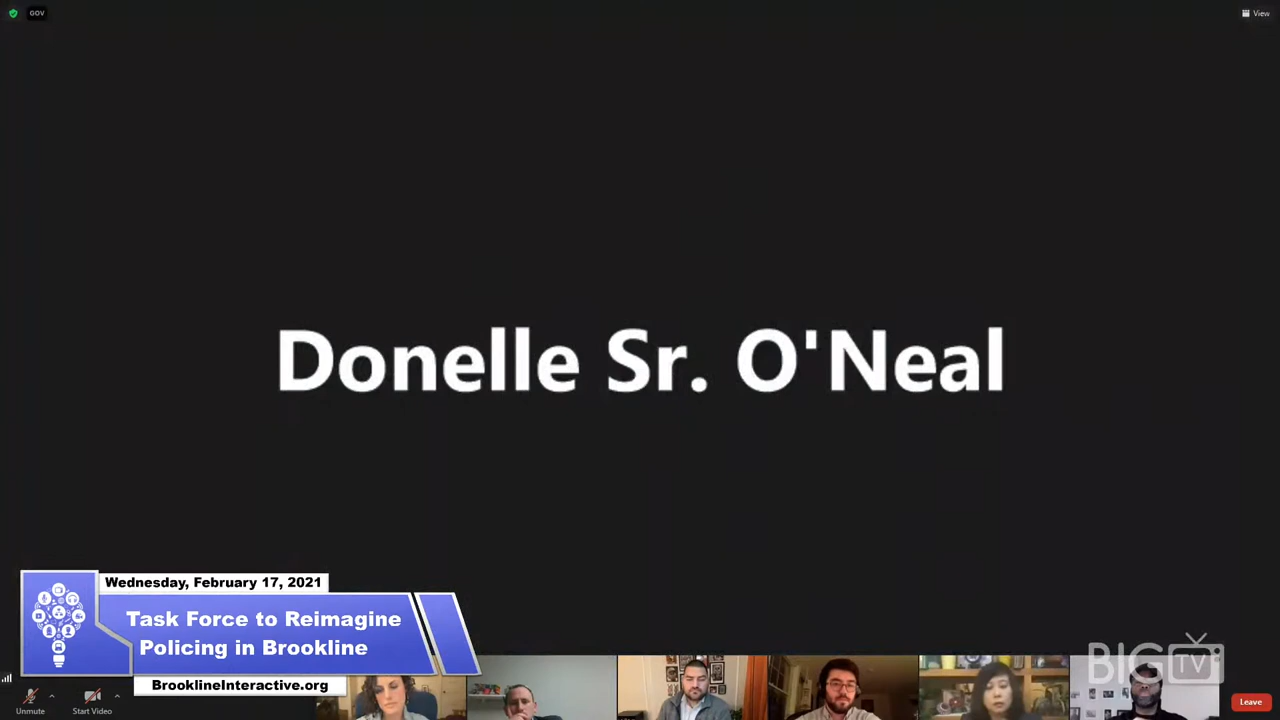 GOV
View
Donelle Sr. O'Neal
Wednesday, February 17, 2021
Task Force to Reimagine
Policing in Brookline
BrooklineInteractive.org
BIG TV
Unmute
Start Video
Leave